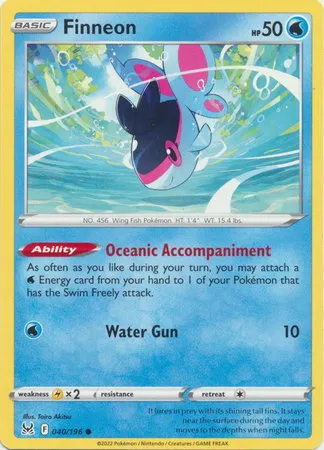 BASIC
Finneon
HP 50
NO. 456 Wing Fish Pokémon HT: 1'4" WT: 15.4 lbs.
Ability Oceanic Accompaniment
As often as you like during your turn, you may attach a
Energy card from your hand to 1 of your Pokémon that
has the Swim Freely attack.
Water Gun 10
weakness ×2 resistance retreat
Illus. Taira Akitsu
F 040/196
It lures in prey with its shining tail fins. It stays
near the surface during the day and
moves to the depths when night falls.
©2022 Pokémon / Nintendo / Creatures / GAME FREAK